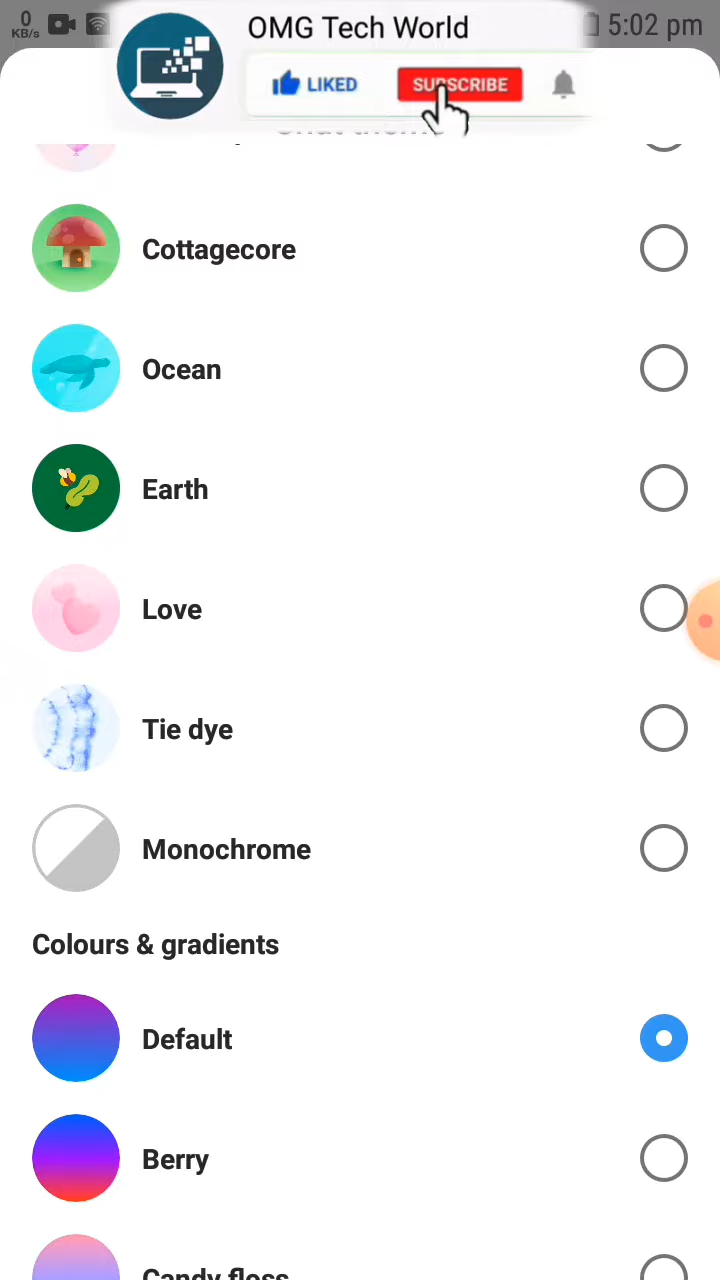 0
KB/s
5:02 pm
OMG Tech World
LIKED
SUBSCRIBE
Cottagecore
Ocean
Earth
Love
Tie dye
Monochrome
Colours & gradients
Default
Berry
Candy floss